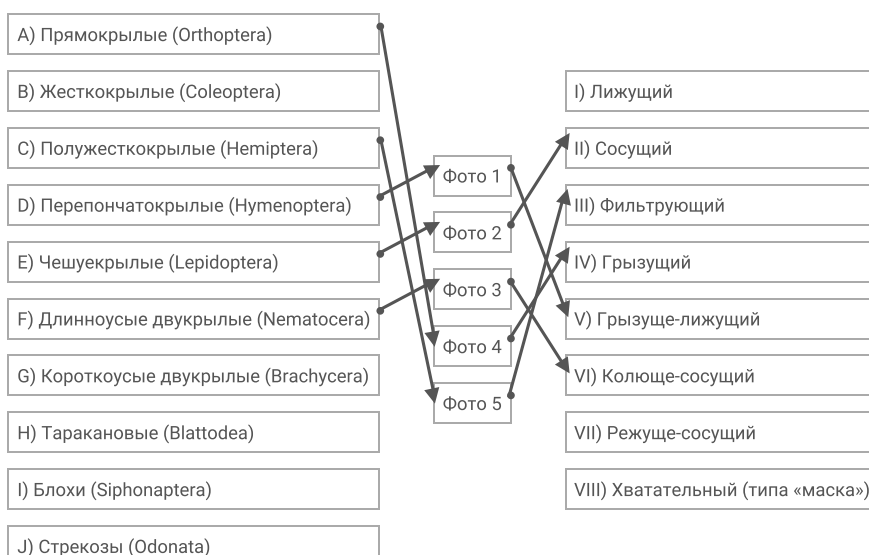 A) Прямокрылые (Orthoptera)
B) Жесткокрылые (Coleoptera)
C) Полужесткокрылые (Hemiptera)
D) Перепончатокрылые (Hymenoptera)
E) Чешуекрылые (Lepidoptera)
F) Длинноусые двукрылые (Nematocera)
G) Короткоусые двукрылые (Brachycera)
H) Таракановые (Blattodea)
I) Блохи (Siphonaptera)
J) Стрекозы (Odonata)
Фото 1
Фото 2
Фото 3
Фото 4
Фото 5
I) Лижущий
II) Сосущий
III) Фильтрующий
IV) Грызущий
V) Грызуще-лижущий
VI) Колюще-сосущий
VII) Режуще-сосущий
VIII) Хватательный (типа «маска»)